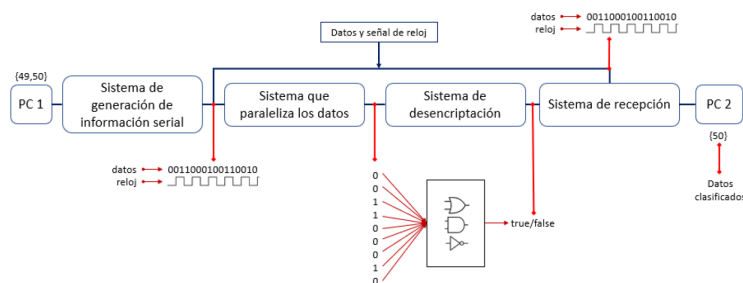 datos 0011000100110010
reloj
Datos y señal de reloj
{49,50}
PC 1
Sistema de
generación de
información serial
Sistema que
paraleliza los datos
Sistema de
desencriptación
Sistema de recepción
PC 2
{50}
datos 0011000100110010
reloj
Datos
clasificados
0
0
1
1
0
0
0
1
0
true/false